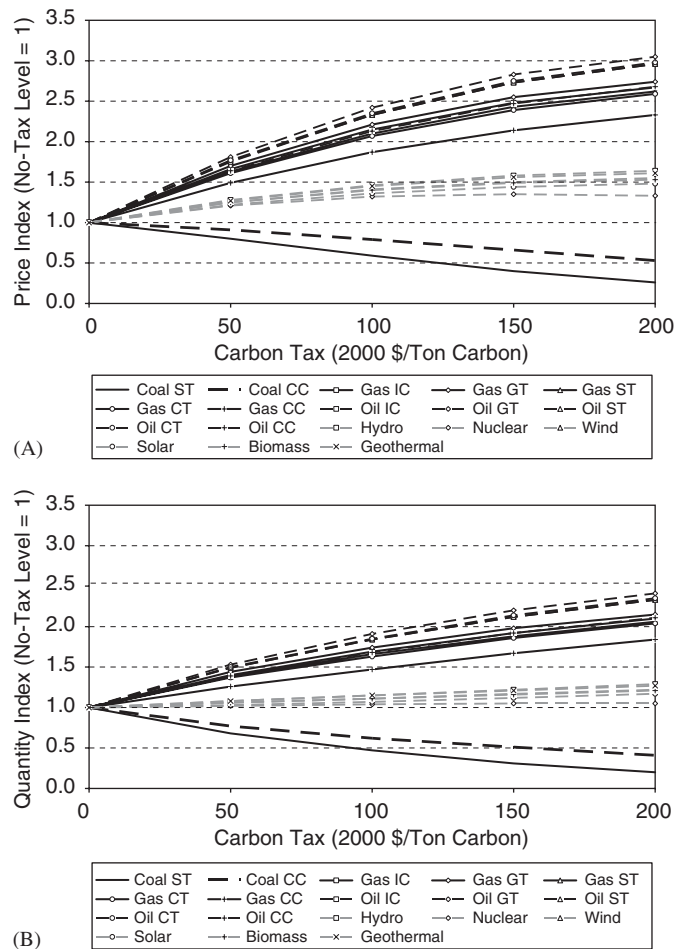 3.5
3.0
2.5
2.0
1.5
1.0
0.5
0.0
Price Index (No-Tax Level = 1)
0 50 100 150 200
Carbon Tax (2000 $/Ton Carbon)
Coal ST Coal CC Gas IC Gas GT Gas ST
Gas CT Gas CC Oil IC Oil GT Oil ST
Oil CT Oil CC Hydro Nuclear Wind
Solar Biomass Geothermal
(A)
3.5
3.0
2.5
2.0
1.5
1.0
0.5
0.0
Quantity Index (No-Tax Level = 1)
0 50 100 150 200
Carbon Tax (2000 $/Ton Carbon)
Coal ST Coal CC Gas IC Gas GT Gas ST
Gas CT Gas CC Oil IC Oil GT Oil ST
Oil CT Oil CC Hydro Nuclear Wind
Solar Biomass Geothermal
(B)